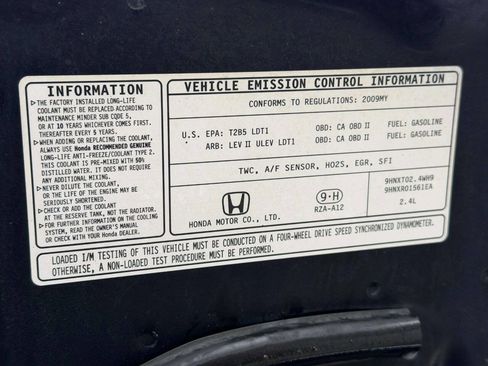 INFORMATION
▷THE FACTORY INSTALLED LONG-LIFE
COOLANT MUST BE REPLACED ACCORDING TO
MAINTENANCE MINDER SUB CODE 5,
OR AT 10 YEARS WHICHEVER COMES FIRST.
THEREAFTER EVERY 5 YEARS.
▷WHEN ADDING OR REPLACING THE COOLANT,
ALWAYS USE Honda RECOMMENDED GENUINE
LONG-LIFE ANTI-FREEZE/COOLANT TYPE 2.
THIS COOLANT IS PRE-MIXED WITH 50%
DISTILLED WATER AND DOES NOT NEED
ANY ADDITIONAL MIXING.
▷NEVER DILUTE THE COOLANT,
OR THE LIFE OF THE ENGINE MAY BE
SERIOUSLY SHORTENED.
▷CHECK OR ADD THE COOLANT
AT THE RESERVE TANK, NOT THE RADIATOR.
▷FOR FURTHER INFORMATION ON THE COOLING
SYSTEM, READ THE OWNER'S MANUAL
OR CHECK WITH YOUR Honda DEALER.
VEHICLE EMISSION CONTROL INFORMATION
CONFORMS TO REGULATIONS: 2009MY
U.S. EPA: T2B5 LDT1 OBD: CA OBD II FUEL: GASOLINE
ARB: LEV II ULEV LDT1 OBD: CA OBD II FUEL: GASOLINE
TWC, A/F SENSOR, HO2S, EGR, SFI
HONDA MOTOR CO., LTD.
9·H
RZA-A12
9HNXT02.4WH9
9HNXR0156IEA
2.4L
LOADED I/M TESTING OF THIS VEHICLE MUST BE CONDUCTED ON A FOUR-WHEEL DRIVE SPEED SYNCHRONIZED DYNAMOMETER.
OTHERWISE, A NON-LOADED TEST PROCEDURE MUST BE PERFORMED.